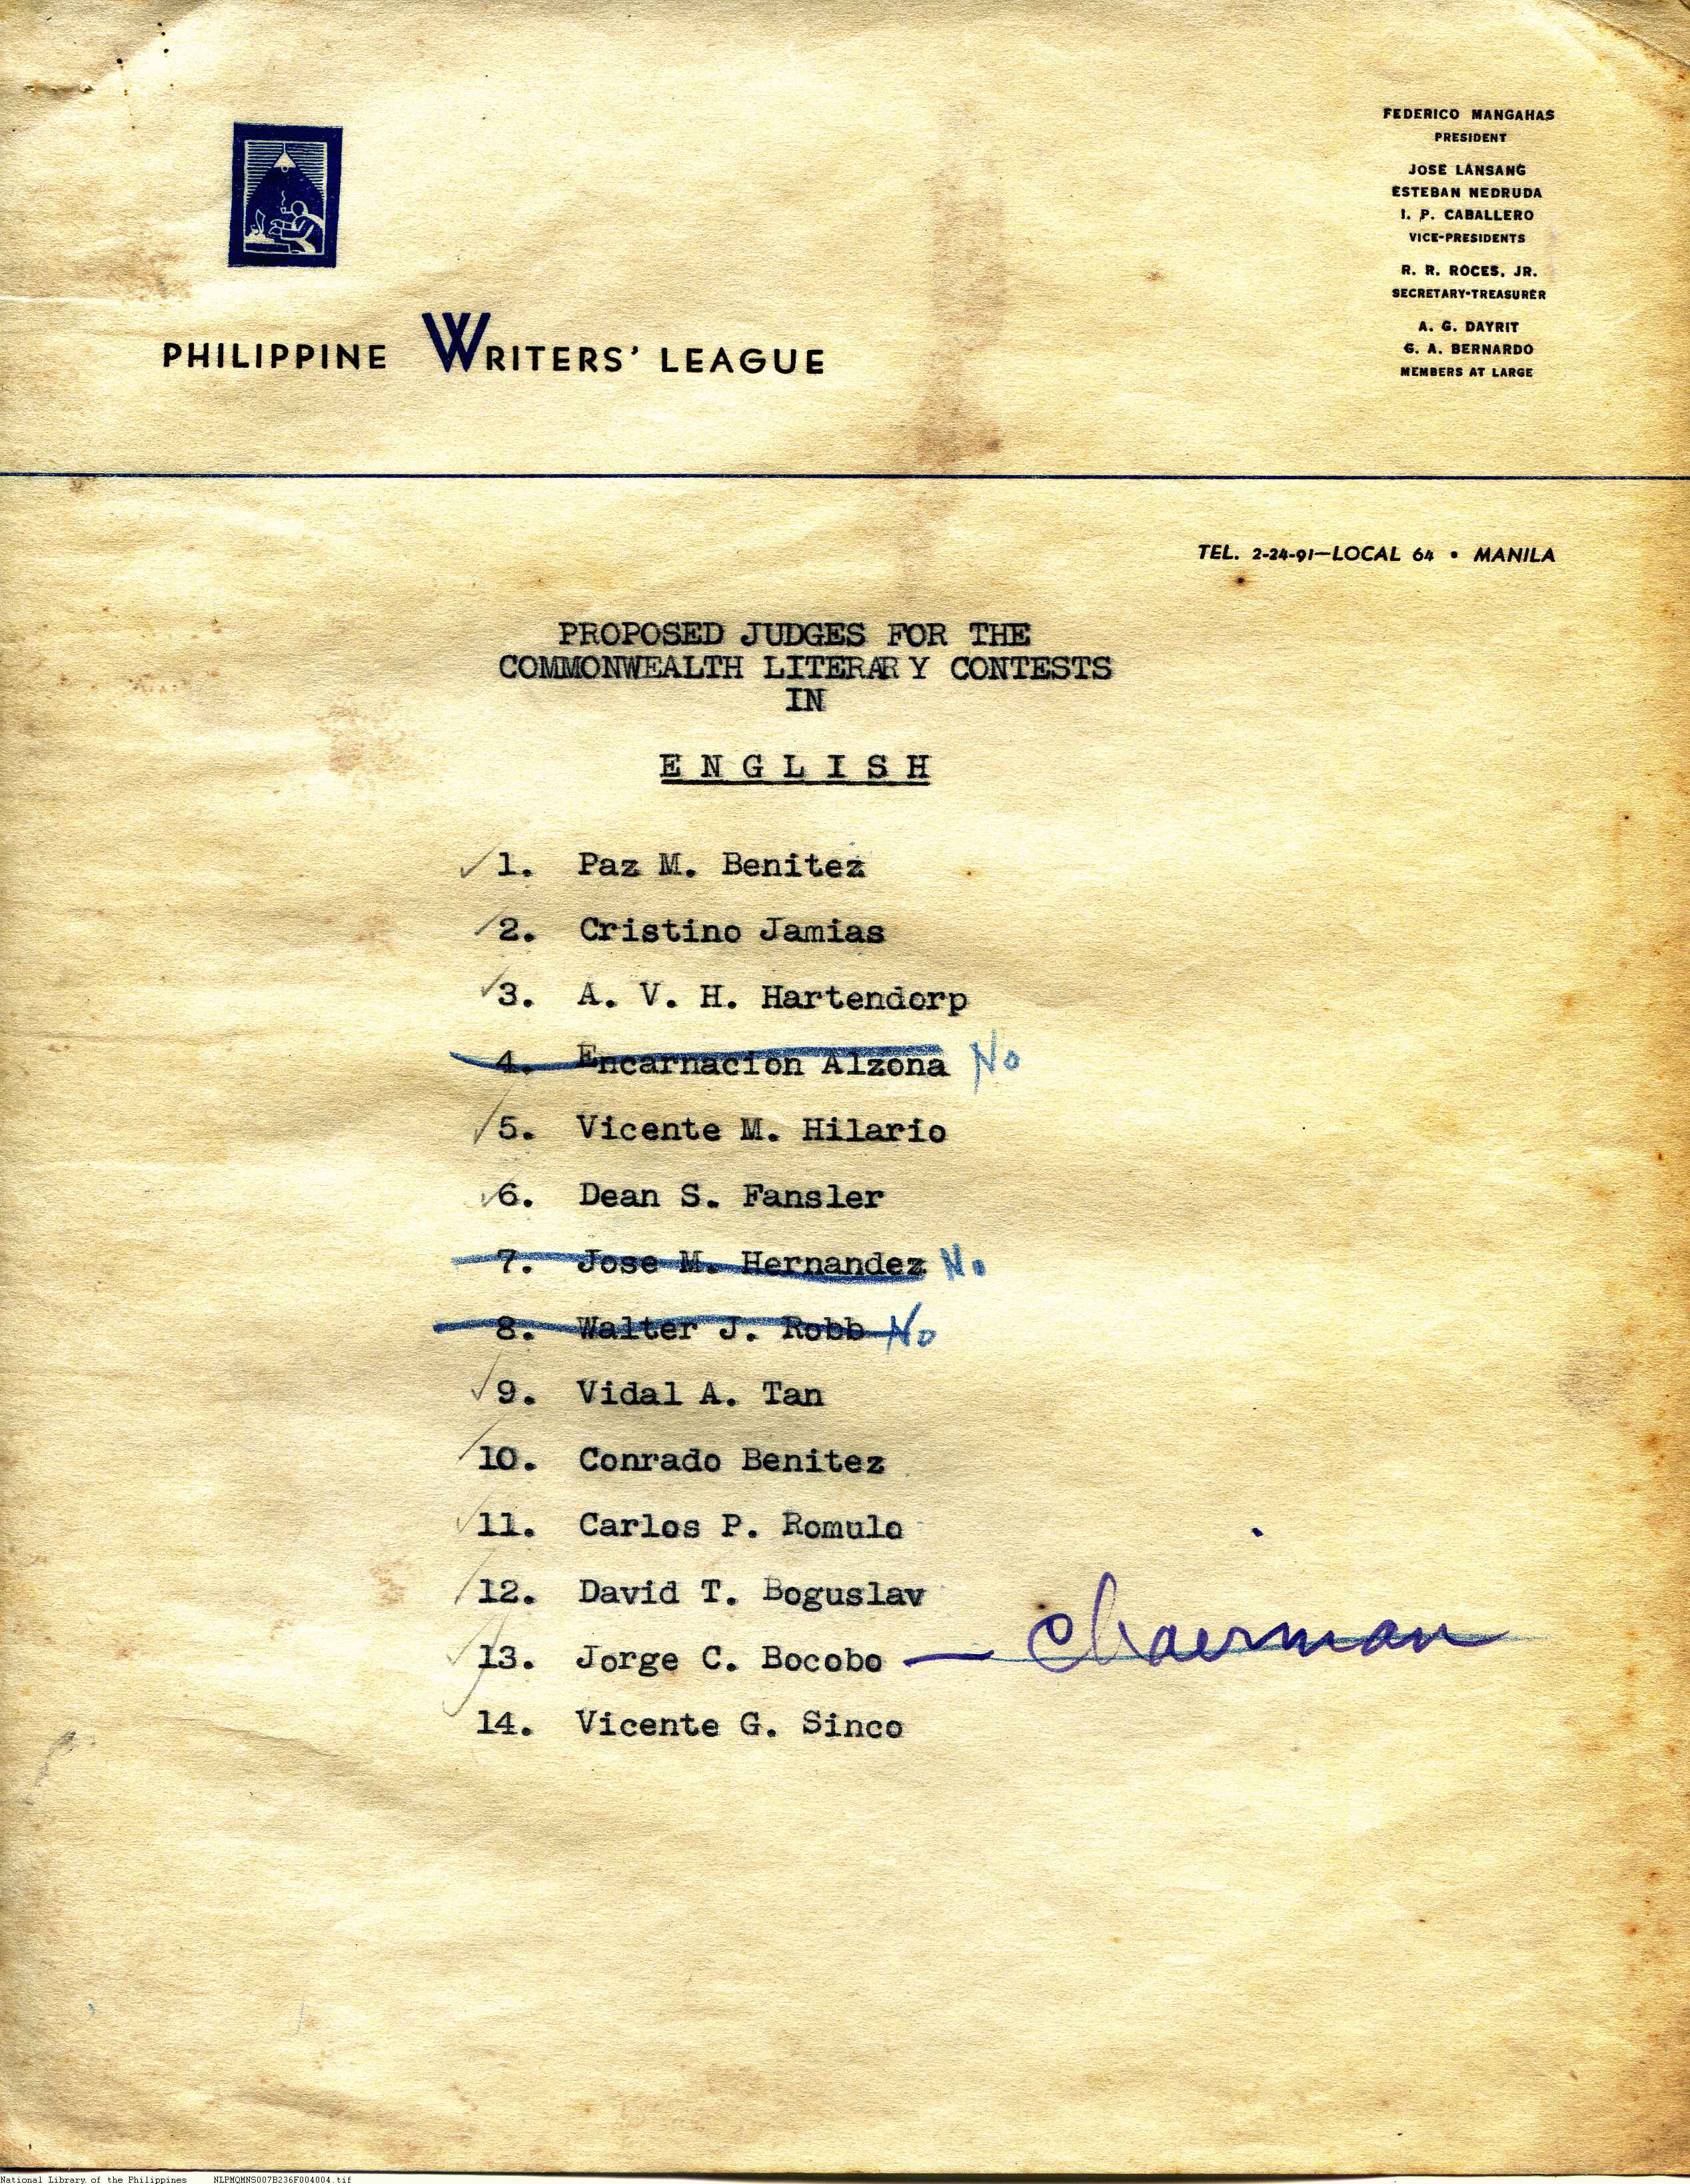 FEDERICO MANGAHAS
PRESIDENT
JOSE LANSANG
ESTEBAN NEDRUDA
I. P. CABALLERO
VICE-PRESIDENTS
R. R. ROCES, JR.
SECRETARY-TREASURER
A. G. DAYRIT
G. A. BERNARDO
MEMBERS AT LARGE
PHILIPPINE WRITERS' LEAGUE
TEL. 2-24-91—LOCAL 64 • MANILA
PROPOSED JUDGES FOR THE
COMMONWEALTH LITERARY CONTESTS
IN
ENGLISH
1. Paz M. Benitez
2. Cristino Jamias
3. A. V. H. Hartendorp
4. Encarnacion Alzona No
5. Vicente M. Hilario
6. Dean S. Fansler
7. Jose M. Hernandez No
8. Walter J. Robb No
9. Vidal A. Tan
10. Conrado Benitez
11. Carlos P. Romulo
12. David T. Boguslav
13. Jorge C. Bocobo — Chairman
14. Vicente G. Sinco
National Library of the Philippines NLPMQMNS007B236F004004.tif